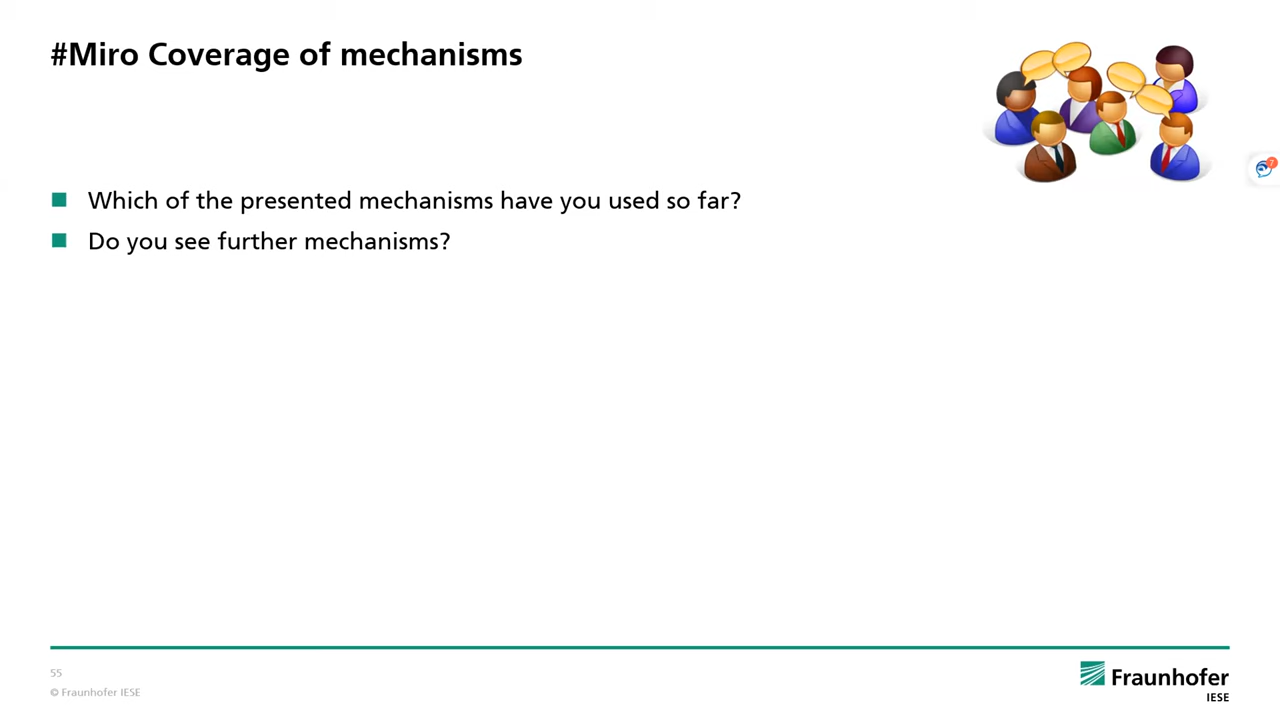 #Miro Coverage of mechanisms
7
Which of the presented mechanisms have you used so far?
Do you see further mechanisms?
55
© Fraunhofer IESE
Fraunhofer
IESE